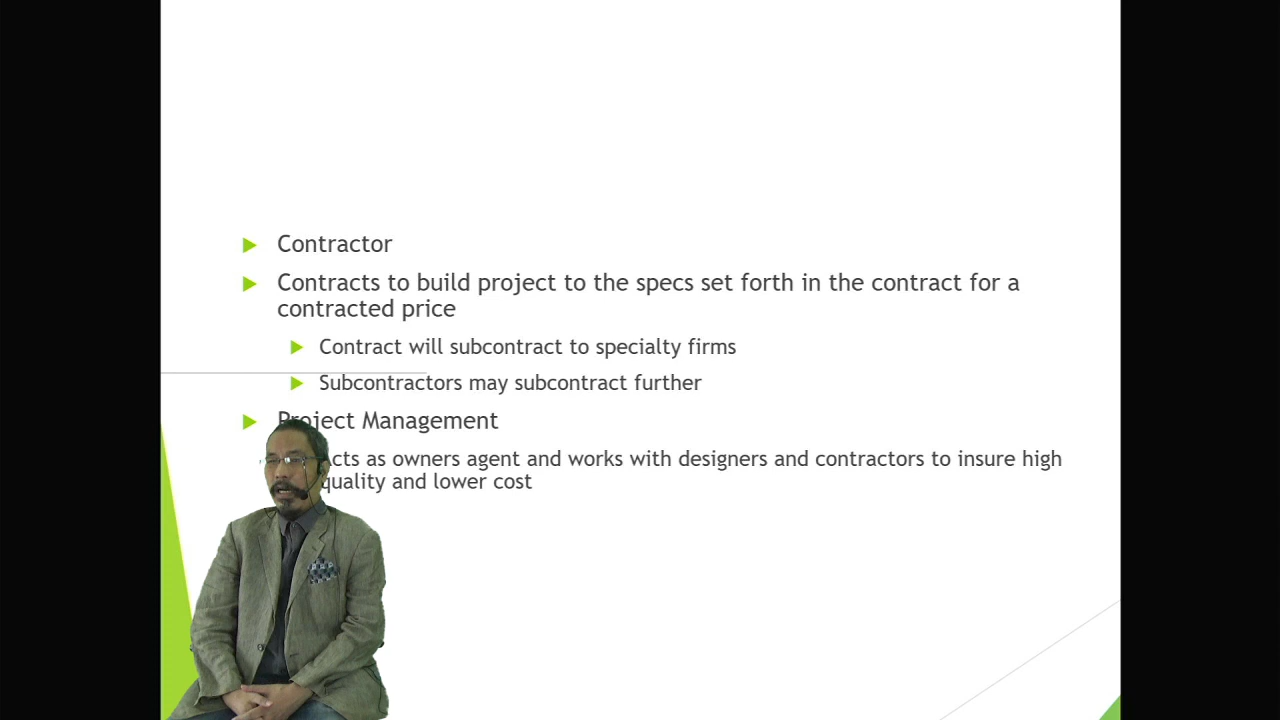 Contractor
Contracts to build project to the specs set forth in the contract for a
contracted price
Contract will subcontract to specialty firms
Subcontractors may subcontract further
Project Management
cts as owners agent and works with designers and contractors to insure high
quality and lower cost